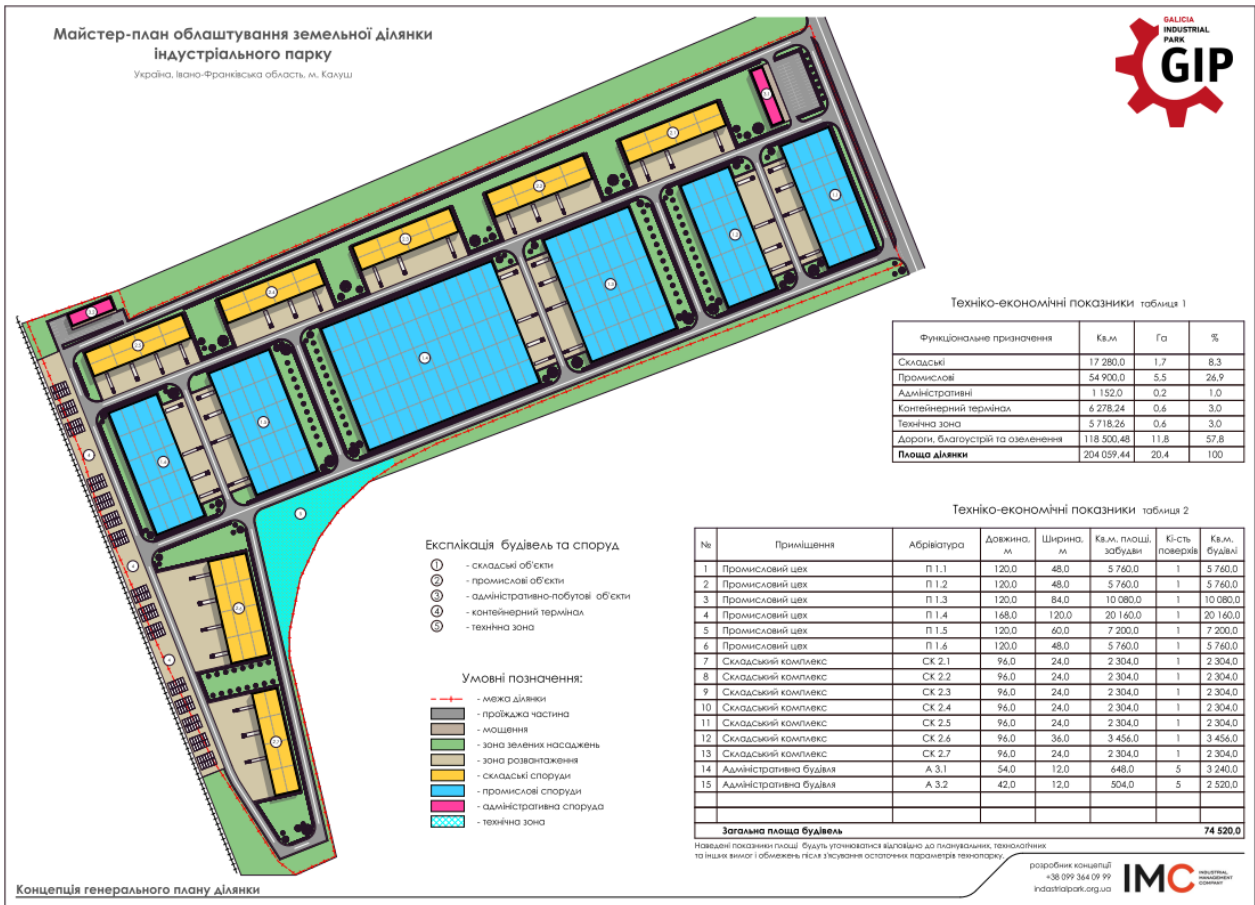 Майстер-план облаштування земельної ділянки
індустріального парку
Україна, Івано-Франківська область, м. Калуш
GALICIA
INDUSTRIAL
PARK
GIP
Техніко-економічні показники таблиця 1
Функціональне призначення Кв.м Га %
Складські 17 280,0 1,7 8,3
Промислові 54 900,0 5,5 26,9
Адміністративні 1 152,0 0,2 1,0
Контейнерний термінал 6 278,24 0,6 3,0
Технічна зона 5 718,26 0,6 3,0
Дороги, благоустрій та озеленення 118 500,48 11,8 57,8
Площа ділянки 204 059,44 20,4 100
Експлікація будівель та споруд
1 - складські об'єкти
2 - промислові об'єкти
3 - адміністративно-побутові об'єкти
4 - контейнерний термінал
5 - технічна зона
Умовні позначення:
- межа ділянки
- проїжджа частина
- мощення
- зона зелених насаджень
- зона розвантаження
- складські споруди
- промислові споруди
- адміністративна споруда
- технічна зона
Техніко-економічні показники таблиця 2
№ Приміщення Абрівіатура Довжина, м Ширина, м Кв.м. площі, забудви Кі-сть поверхів Кв.м. будівлі
1 Промисловий цех П 1.1 120,0 48,0 5 760,0 1 5 760,0
2 Промисловий цех П 1.2 120,0 48,0 5 760,0 1 5 760,0
3 Промисловий цех П 1.3 120,0 84,0 10 080,0 1 10 080,0
4 Промисловий цех П 1.4 168,0 120,0 20 160,0 1 20 160,0
5 Промисловий цех П 1.5 120,0 60,0 7 200,0 1 7 200,0
6 Промисловий цех П 1.6 120,0 48,0 5 760,0 1 5 760,0
7 Складський комплекс СК 2.1 96,0 24,0 2 304,0 1 2 304,0
8 Складський комплекс СК 2.2 96,0 24,0 2 304,0 1 2 304,0
9 Складський комплекс СК 2.3 96,0 24,0 2 304,0 1 2 304,0
10 Складський комплекс СК 2.4 96,0 24,0 2 304,0 1 2 304,0
11 Складський комплекс СК 2.5 96,0 24,0 2 304,0 1 2 304,0
12 Складський комплекс СК 2.6 96,0 36,0 3 456,0 1 3 456,0
13 Складський комплекс СК 2.7 96,0 24,0 2 304,0 1 2 304,0
14 Адміністративна будівля А 3.1 54,0 12,0 648,0 5 3 240,0
15 Адміністративна будівля А 3.2 42,0 12,0 504,0 5 2 520,0
Загальна площа будівель 74 520,0
Наведені показники площі будуть уточнюватися відповідно до планувальних, технологічних
та інших вимог і обмежень після з'ясування остаточних параметрів технопарку.
розробник концепції
+38 099 364 09 99
indastrialpark.org.ua
IMC
INDUSTRIAL
MANAGEMENT
COMPANY
Концепція генерального плану ділянки